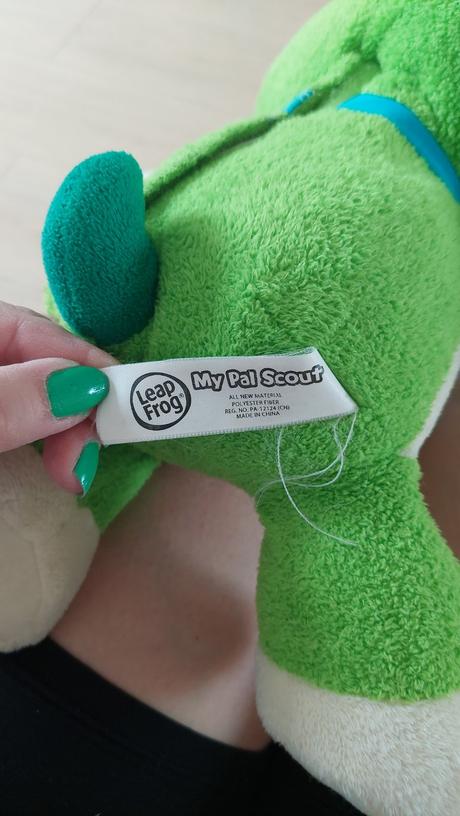 Leap
Frog®
My Pal Scout
ALL NEW MATERIAL
POLYESTER FIBER
REG. NO. PA-12124 (CN)
MADE IN CHINA